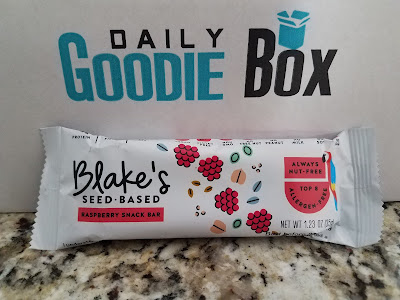 DAILY
GOODIE BOX
Blake's
SEED·BASED
RASPBERRY SNACK BAR
ALWAYS
NUT-FREE
TOP 8
ALLERGEN-FREE
NET WT 1.23 OZ